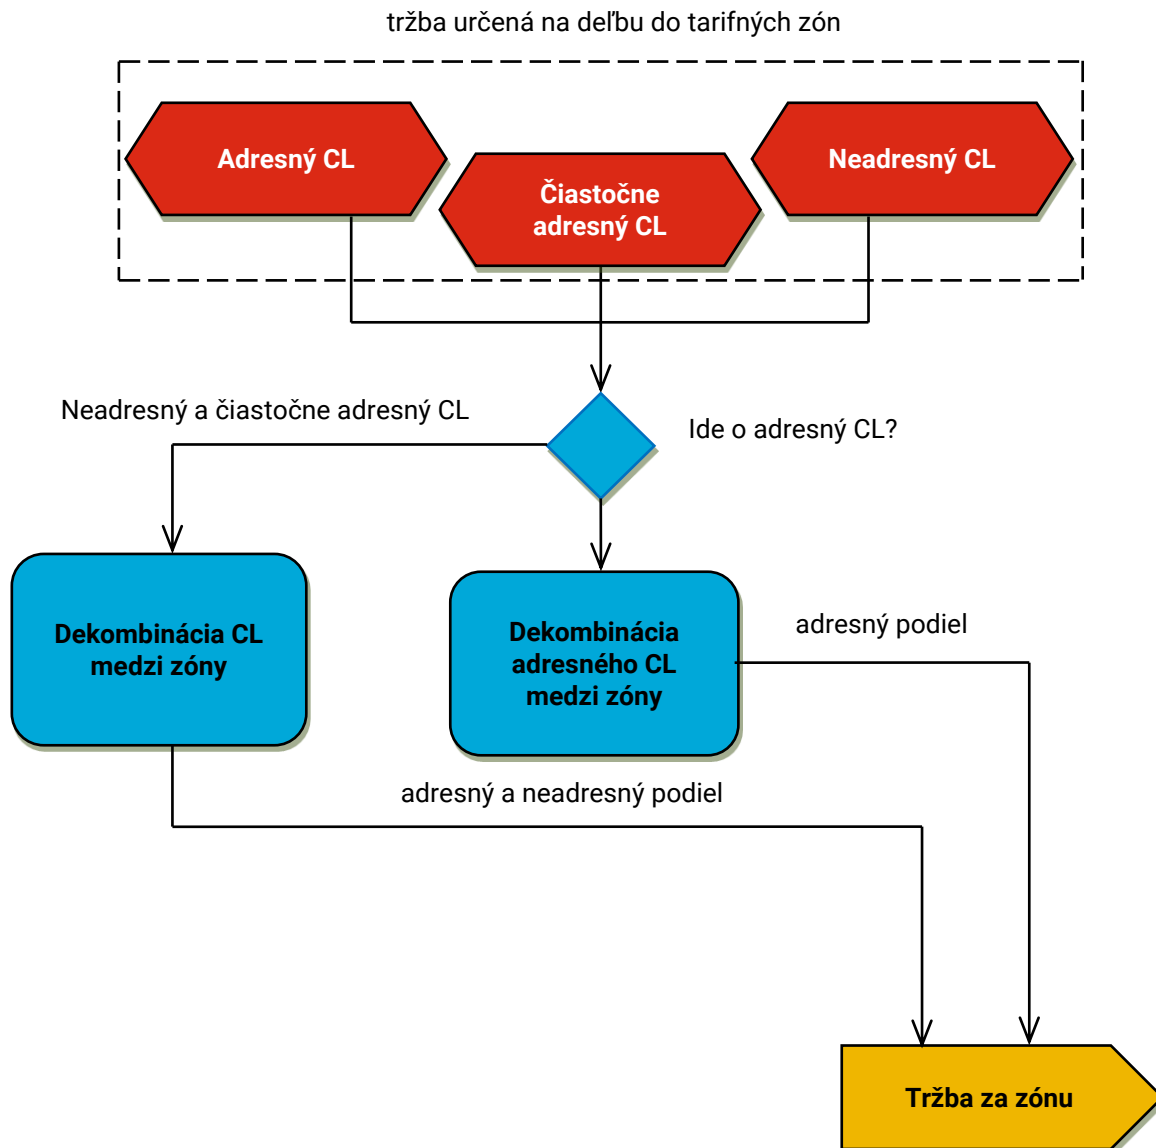 tržba určená na deľbu do tarifných zón
Adresný CL
Čiastočne
adresný CL
Neadresný CL
Neadresný a čiastočne adresný CL
Ide o adresný CL?
Dekombinácia CL
medzi zóny
Dekombinácia
adresného CL
medzi zóny
adresný podiel
adresný a neadresný podiel
Tržba za zónu